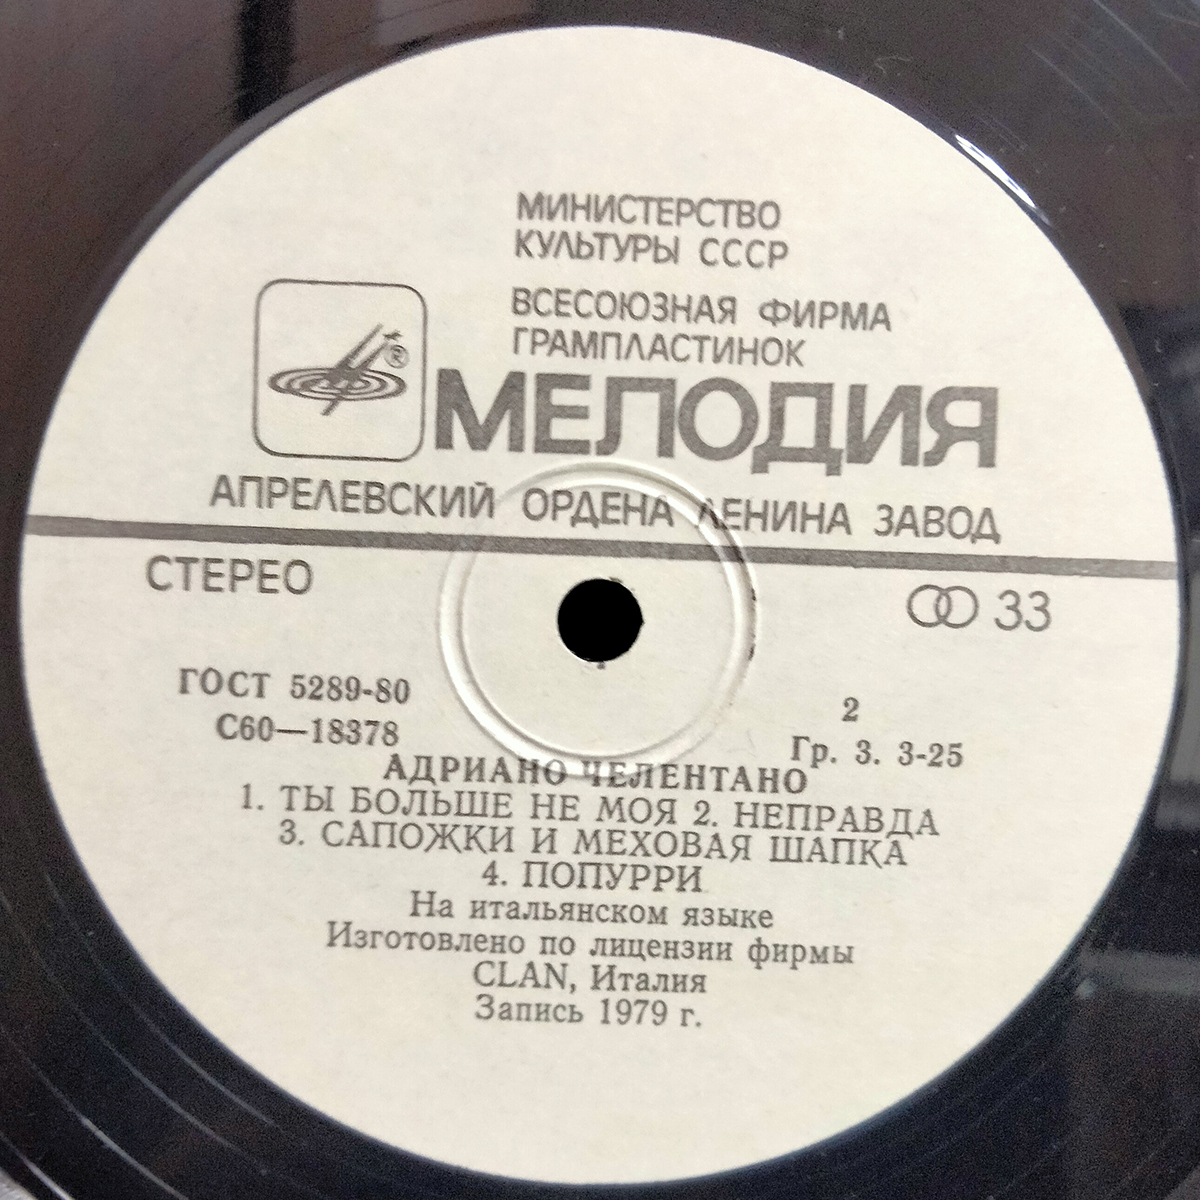 МИНИСТЕРСТВО
КУЛЬТУРЫ СССР
ВСЕСОЮЗНАЯ ФИРМА
ГРАМПЛАСТИНОК
®
МЕЛОДИЯ
АПРЕЛЕВСКИЙ ОРДЕНА ЛЕНИНА ЗАВОД
СТЕРЕО
33
ГОСТ 5289-80
С60—18378
2
Гр. 3. 3-25
АДРИАНО ЧЕЛЕНТАНО
1. ТЫ БОЛЬШЕ НЕ МОЯ 2. НЕПРАВДА
3. САПОЖКИ И МЕХОВАЯ ШАПКА
4. ПОПУРРИ
На итальянском языке
Изготовлено по лицензии фирмы
CLAN, Италия
Запись 1979 г.